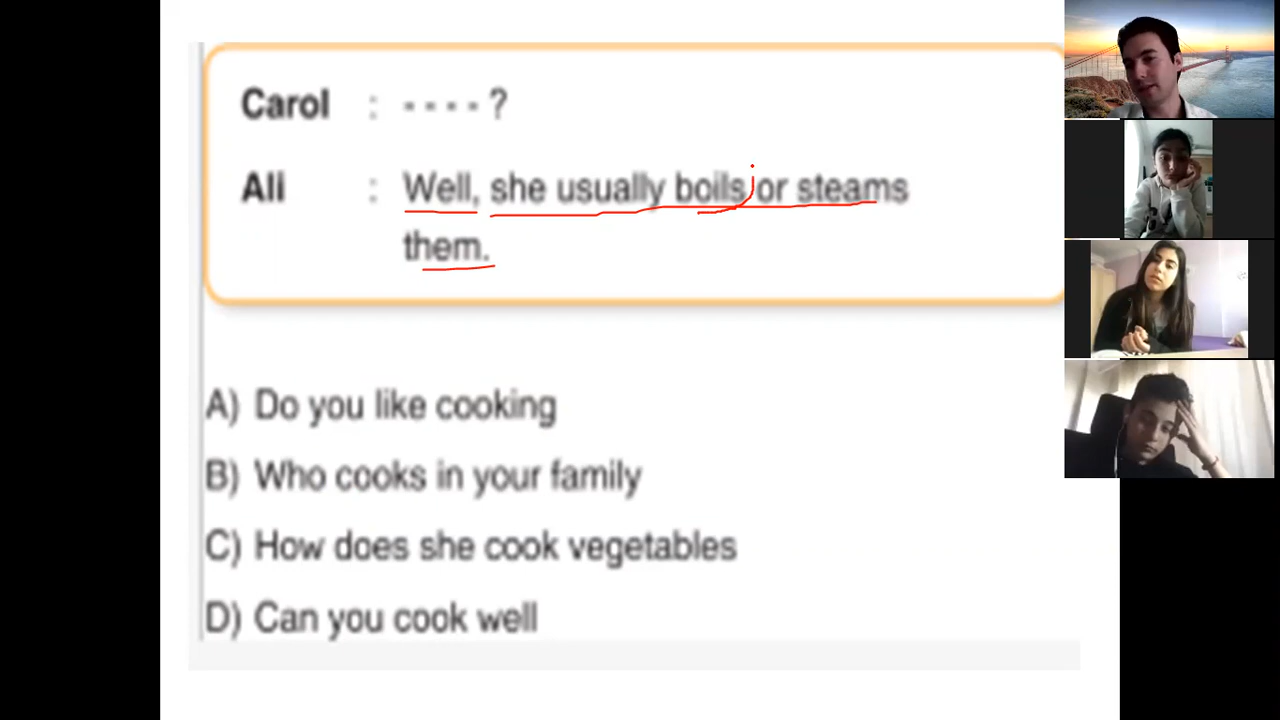 Carol : - - - - ?
Ali : Well, she usually boils or steams
them.
A) Do you like cooking
B) Who cooks in your family
C) How does she cook vegetables
D) Can you cook well